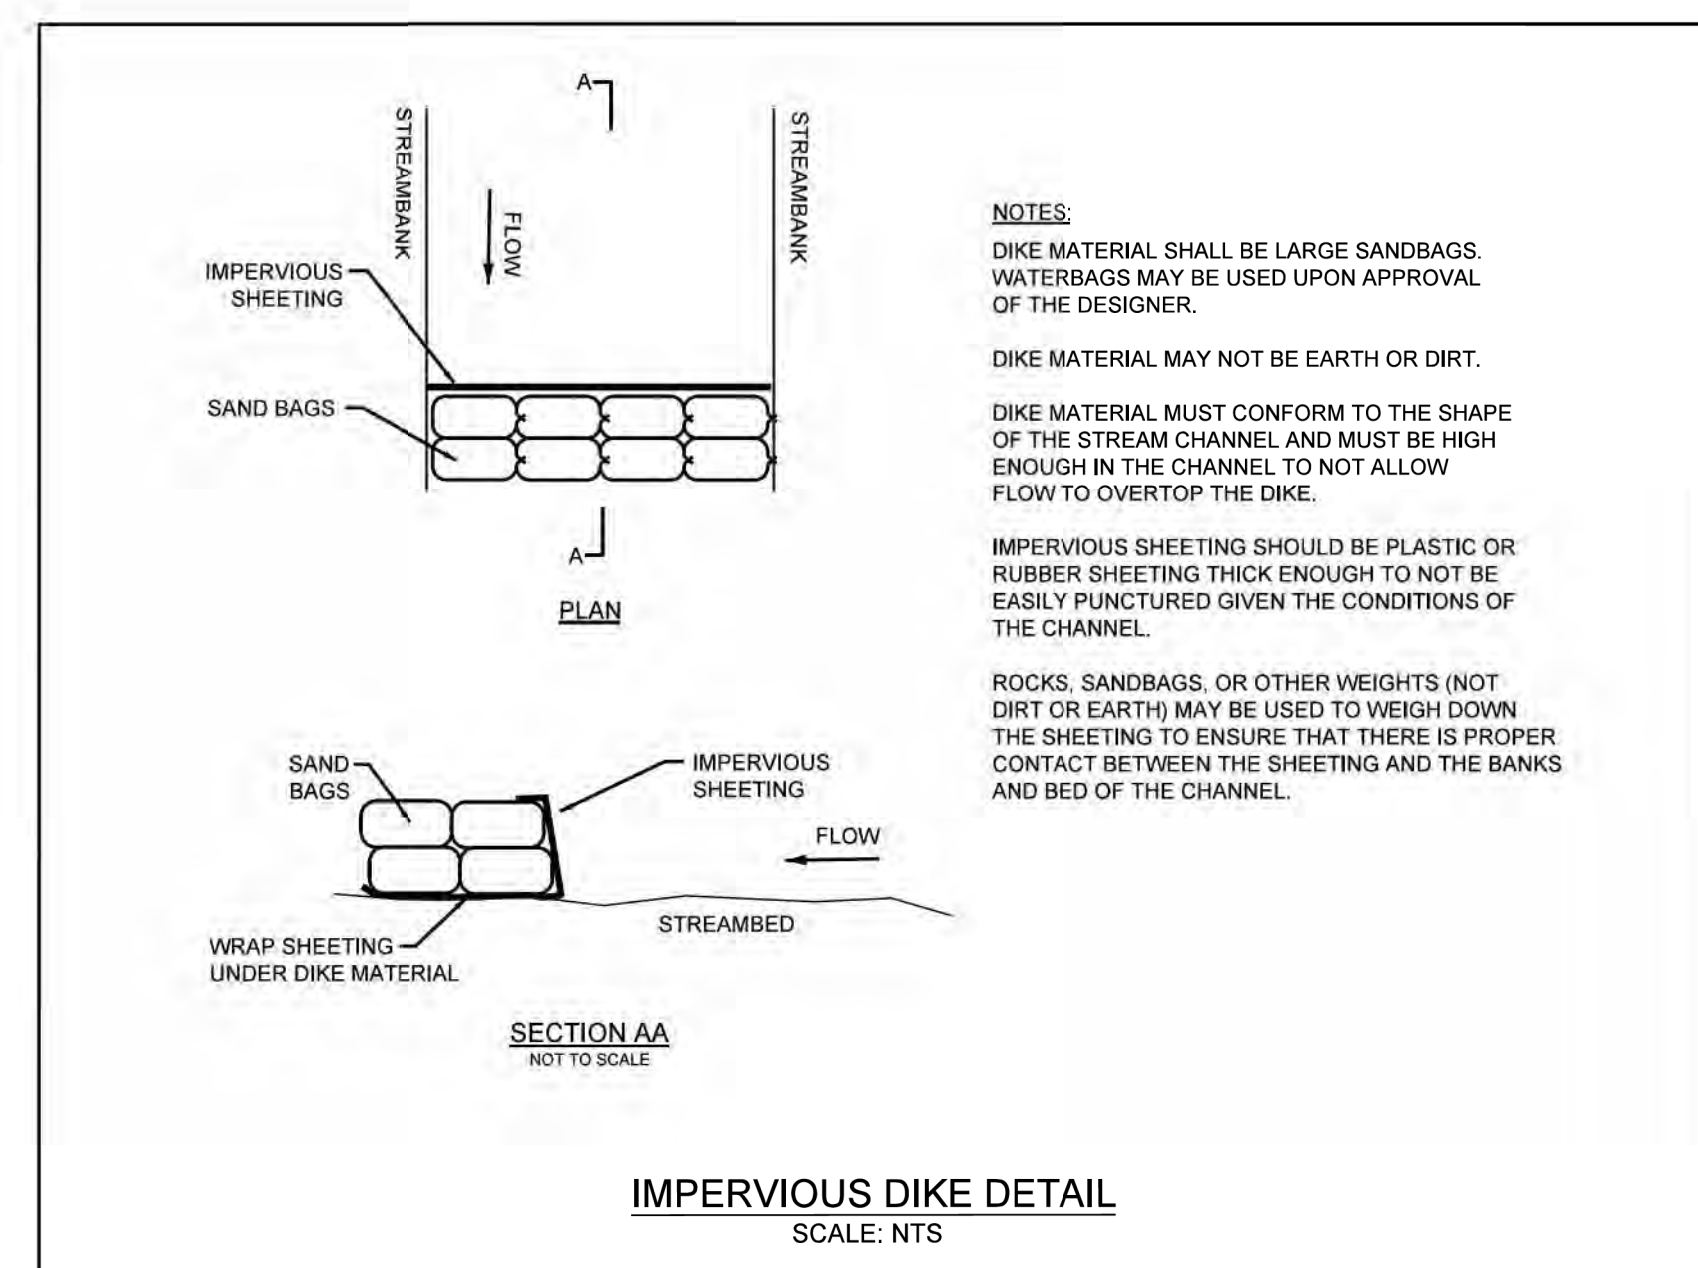 A
STREAMBANK
STREAMBANK
FLOW
IMPERVIOUS
SHEETING
SAND BAGS
A
PLAN
NOTES:
DIKE MATERIAL SHALL BE LARGE SANDBAGS.
WATERBAGS MAY BE USED UPON APPROVAL
OF THE DESIGNER.
DIKE MATERIAL MAY NOT BE EARTH OR DIRT.
DIKE MATERIAL MUST CONFORM TO THE SHAPE
OF THE STREAM CHANNEL AND MUST BE HIGH
ENOUGH IN THE CHANNEL TO NOT ALLOW
FLOW TO OVERTOP THE DIKE.
IMPERVIOUS SHEETING SHOULD BE PLASTIC OR
RUBBER SHEETING THICK ENOUGH TO NOT BE
EASILY PUNCTURED GIVEN THE CONDITIONS OF
THE CHANNEL.
ROCKS, SANDBAGS, OR OTHER WEIGHTS (NOT
DIRT OR EARTH) MAY BE USED TO WEIGH DOWN
THE SHEETING TO ENSURE THAT THERE IS PROPER
CONTACT BETWEEN THE SHEETING AND THE BANKS
AND BED OF THE CHANNEL.
SAND
BAGS
IMPERVIOUS
SHEETING
FLOW
STREAMBED
WRAP SHEETING
UNDER DIKE MATERIAL
SECTION AA
NOT TO SCALE
IMPERVIOUS DIKE DETAIL
SCALE: NTS